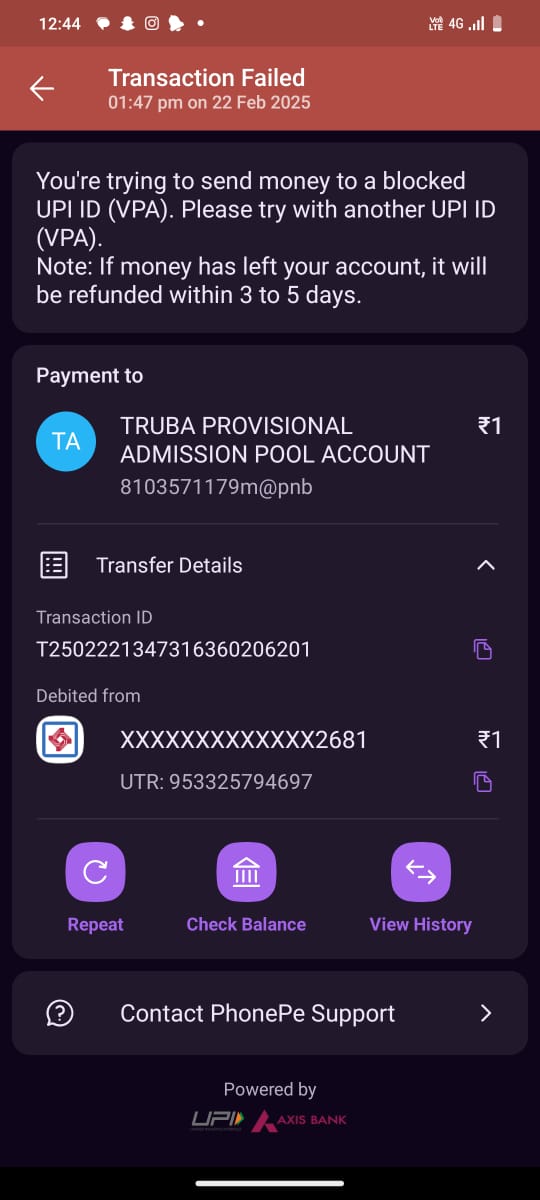 12:44
Vo)
LTE
4G
Transaction Failed
01:47 pm on 22 Feb 2025
You're trying to send money to a blocked
UPI ID (VPA). Please try with another UPI ID
(VPA).
Note: If money has left your account, it will
be refunded within 3 to 5 days.
Payment to
TA
TRUBA PROVISIONAL
ADMISSION POOL ACCOUNT
₹1
8103571179m@pnb
Transfer Details
Transaction ID
T2502221347316360206201
Debited from
XXXXXXXXXXXXX2681
₹1
UTR: 953325794697
Repeat
Check Balance
View History
Contact PhonePe Support
Powered by
UPI
AXIS BANK